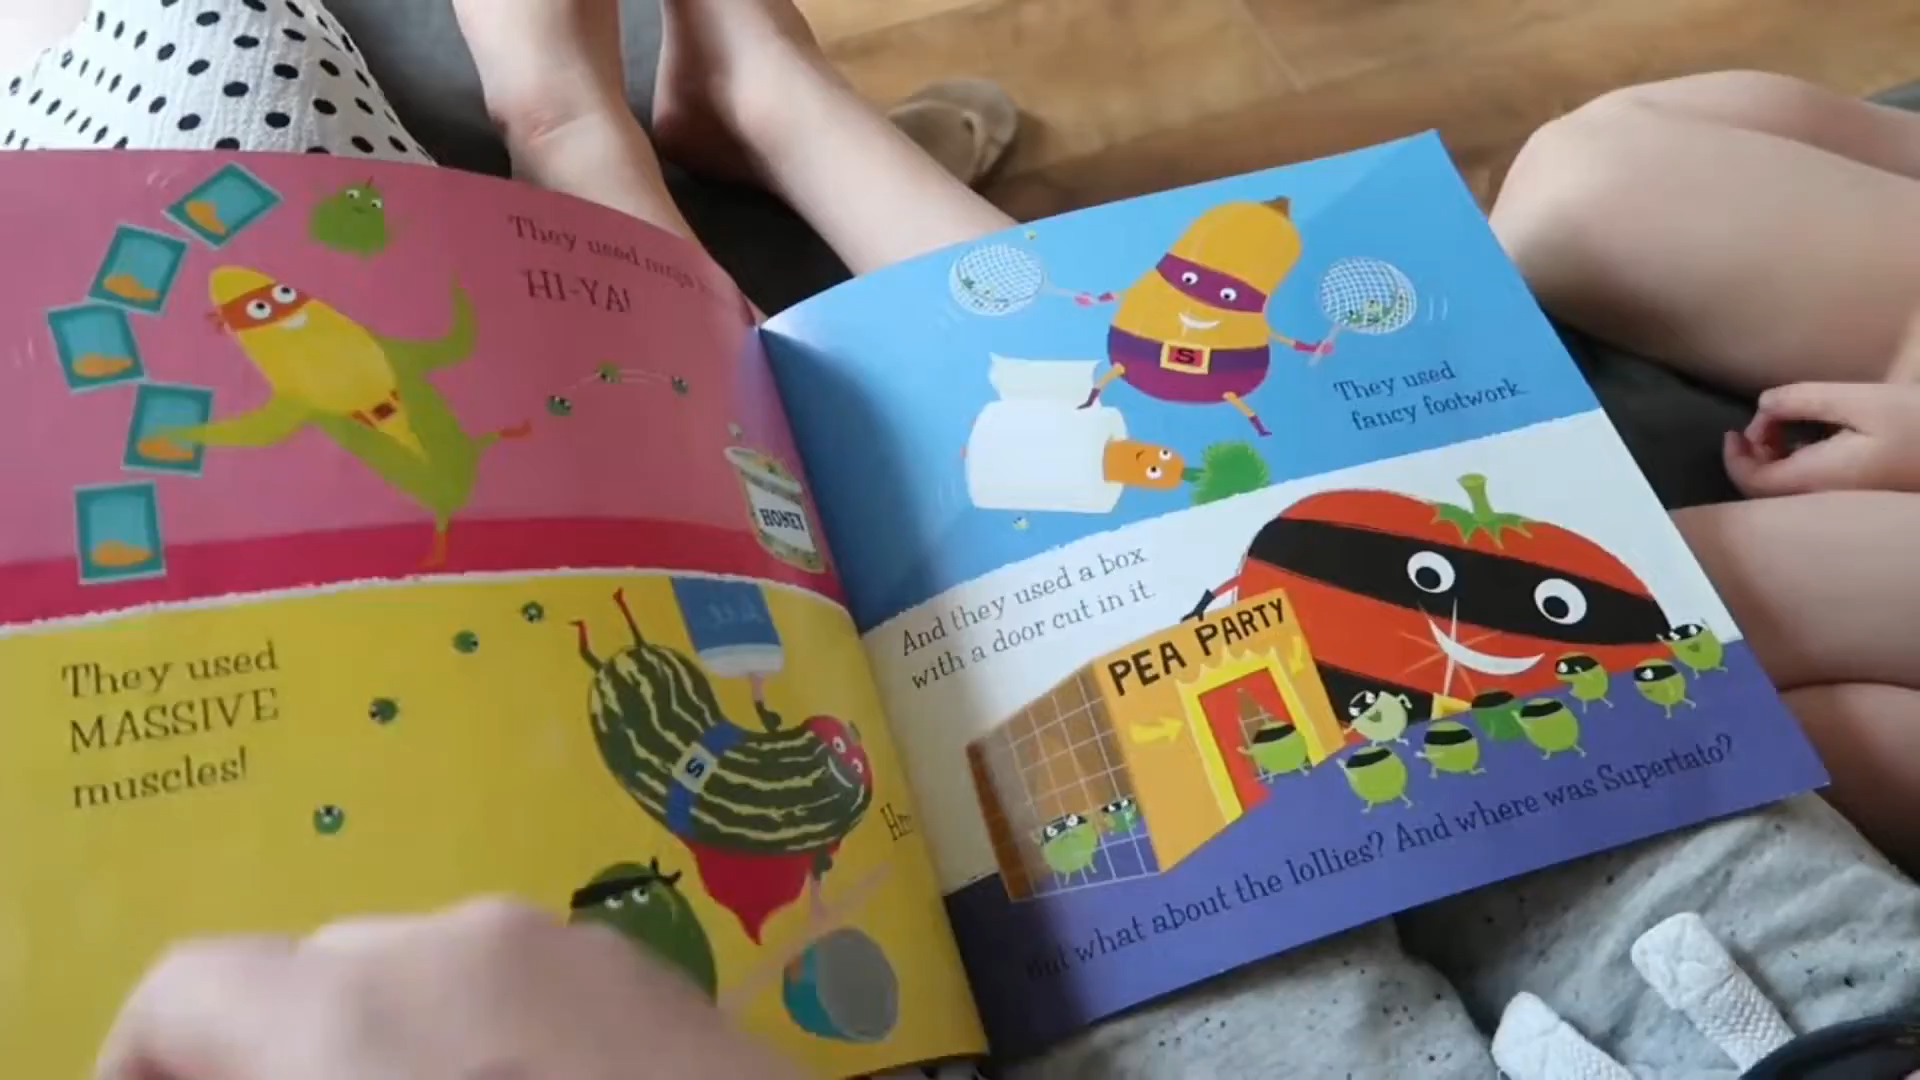 They used ninja
HI-YA!
HONEY
They used
MASSIVE
muscles!
S
S
They used
fancy footwork.
And they used a box
with a door cut in it.
PEA PARTY
But what about the lollies? And where was Supertato?